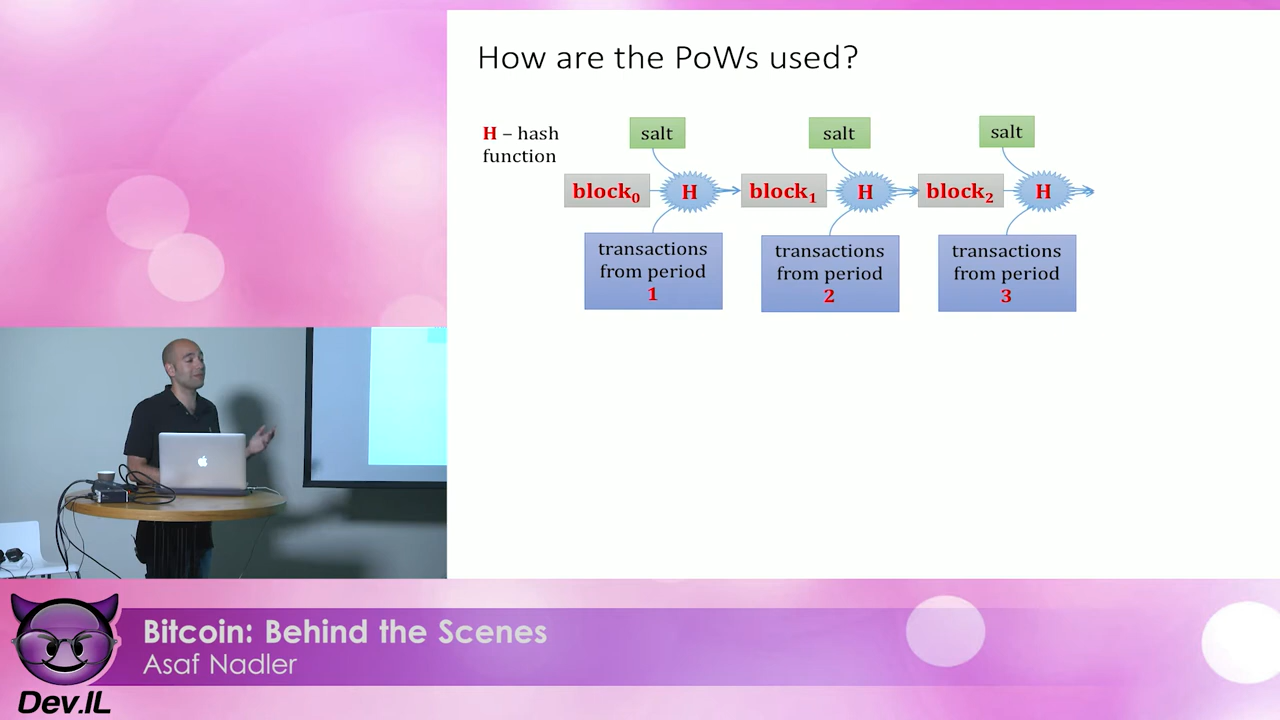 How are the PoWs used?
H – hash
function
salt
salt
salt
block0
H
block1
H
block2
H
transactions
from period
1
transactions
from period
2
transactions
from period
3
Bitcoin: Behind the Scenes
Asaf Nadler
Dev.IL